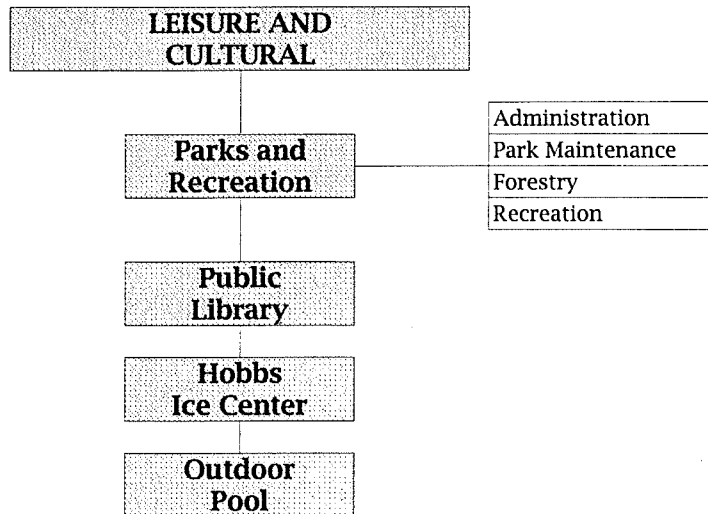 LEISURE AND
CULTURAL
Parks and
Recreation
Administration
Park Maintenance
Forestry
Recreation
Public
Library
Hobbs
Ice Center
Outdoor
Pool